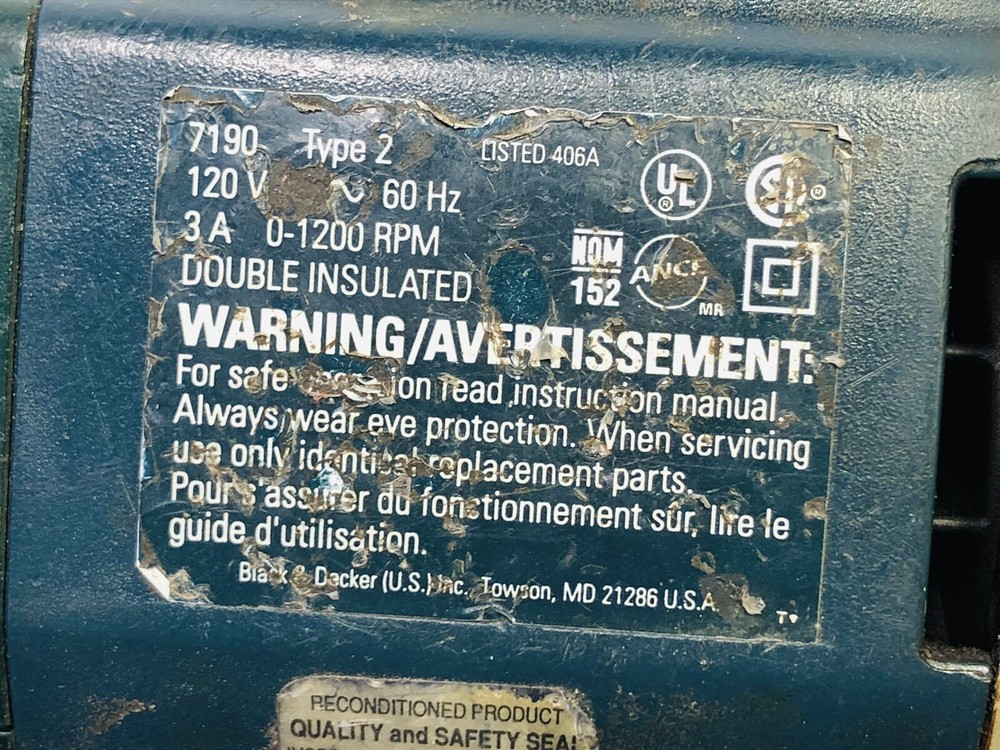 7190 Type 2 LISTED 406A
120 V ~ 60 Hz
UL ®
®
3 A 0-1200 RPM
NOM
152
ANCE
MR
DOUBLE INSULATED
WARNING/AVERTISSEMENT:
For safe read instruction manual.
Always wear eye protection. When servicing
use only identical replacement parts.
Pour s'assurer du fonctionnement sûr, lire le
guide d'utilisation.
Black & Decker (U.S.) Inc., Towson, MD 21286 U.S.A.
RECONDITIONED PRODUCT
QUALITY and SAFETY SEAL